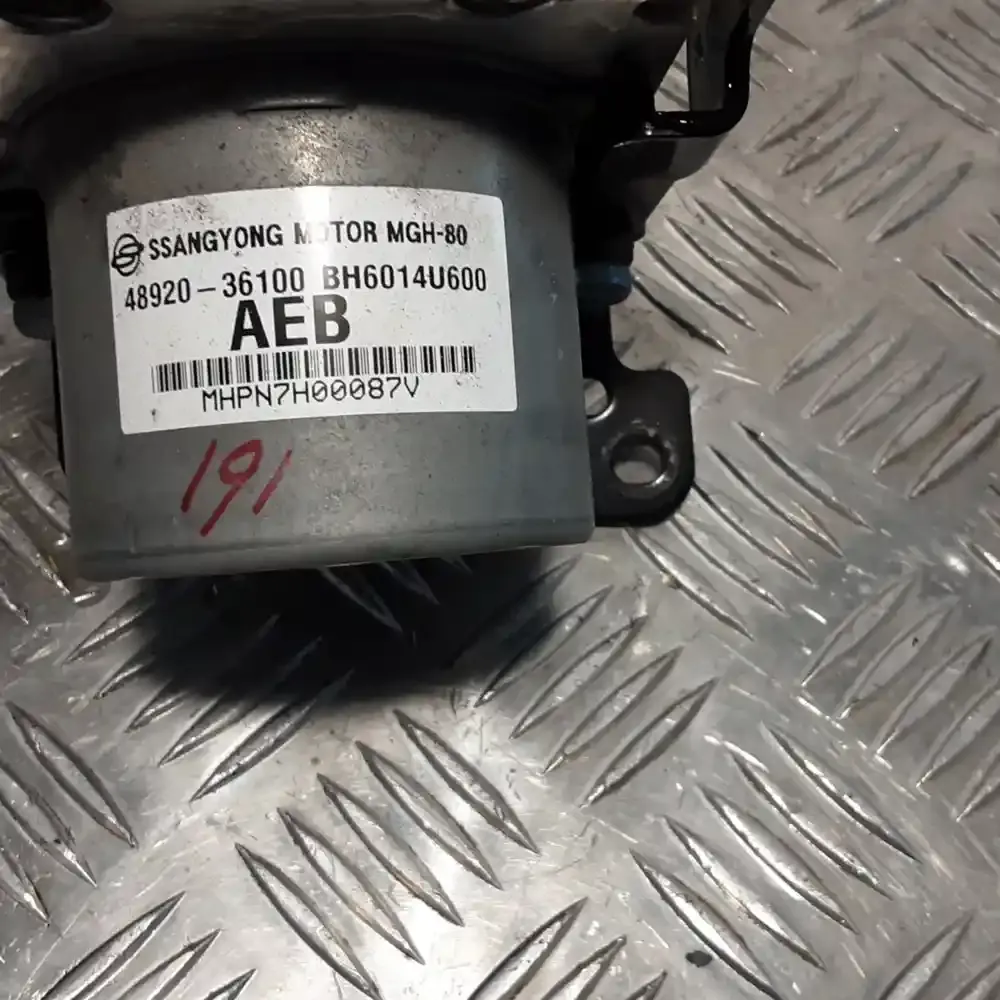 SSANGYONG MOTOR MGH-80
48920-36100 BH6014U600
AEB
MHPN7H00087V
191